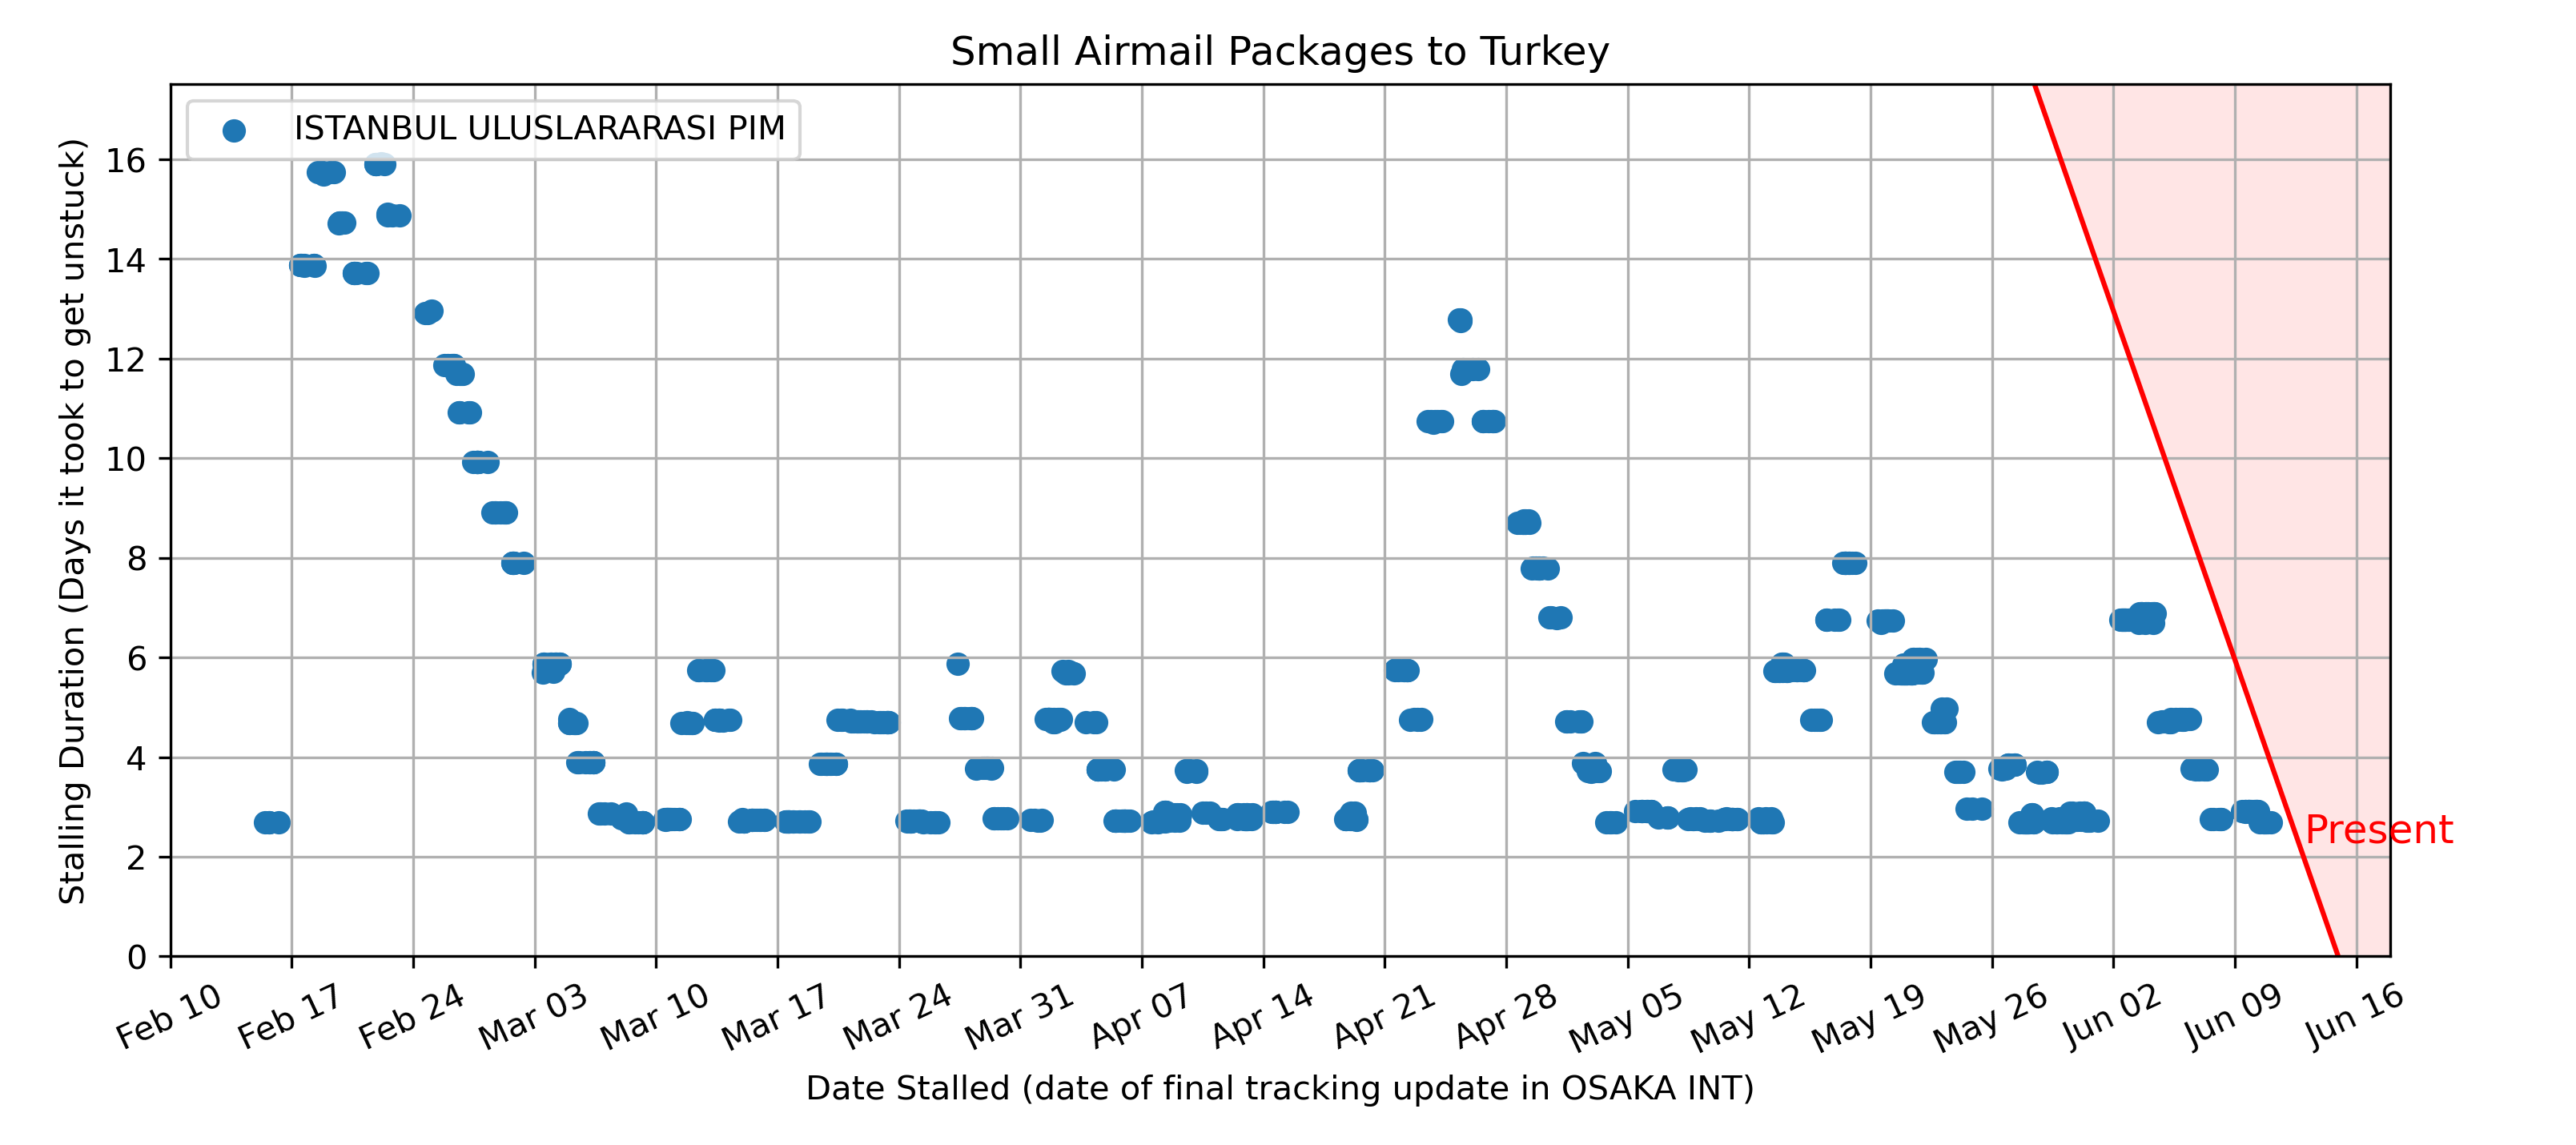 Small Airmail Packages to Turkey
ISTANBUL ULUSLARARASI PIM
Stalling Duration (Days it took to get unstuck)
16
14
12
10
8
6
4
2
0
Present
Feb 10
Feb 17
Feb 24
Mar 03
Mar 10
Mar 17
Mar 24
Mar 31
Apr 07
Apr 14
Apr 21
Apr 28
May 05
May 12
May 19
May 26
Jun 02
Jun 09
Jun 16
Date Stalled (date of final tracking update in OSAKA INT)